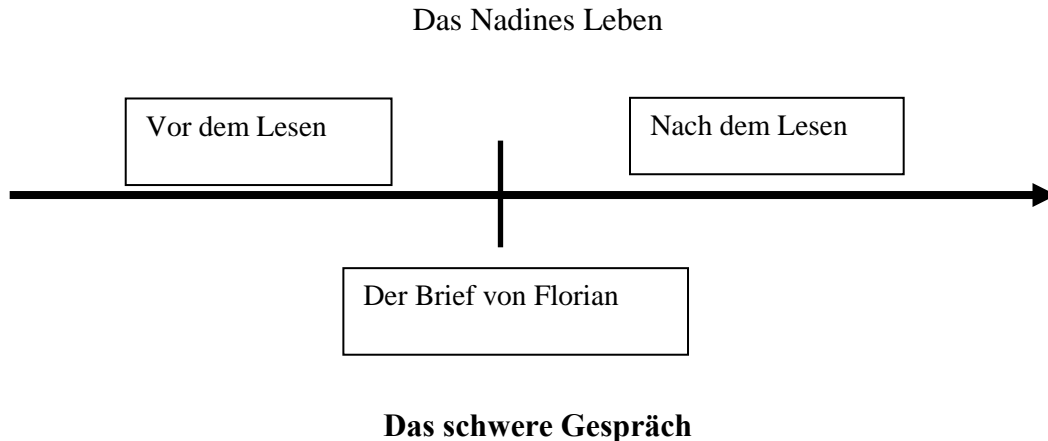 Das Nadines Leben
Vor dem Lesen
Nach dem Lesen
Der Brief von Florian
Das schwere Gespräch